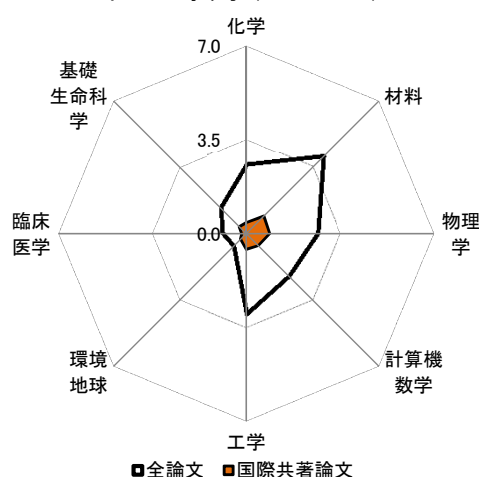 化学
7.0
基礎
生命科
学
材料
3.5
臨床
医学
0.0
物理
学
環境
地球
計算機
数学
工学
全論文 国際共著論文